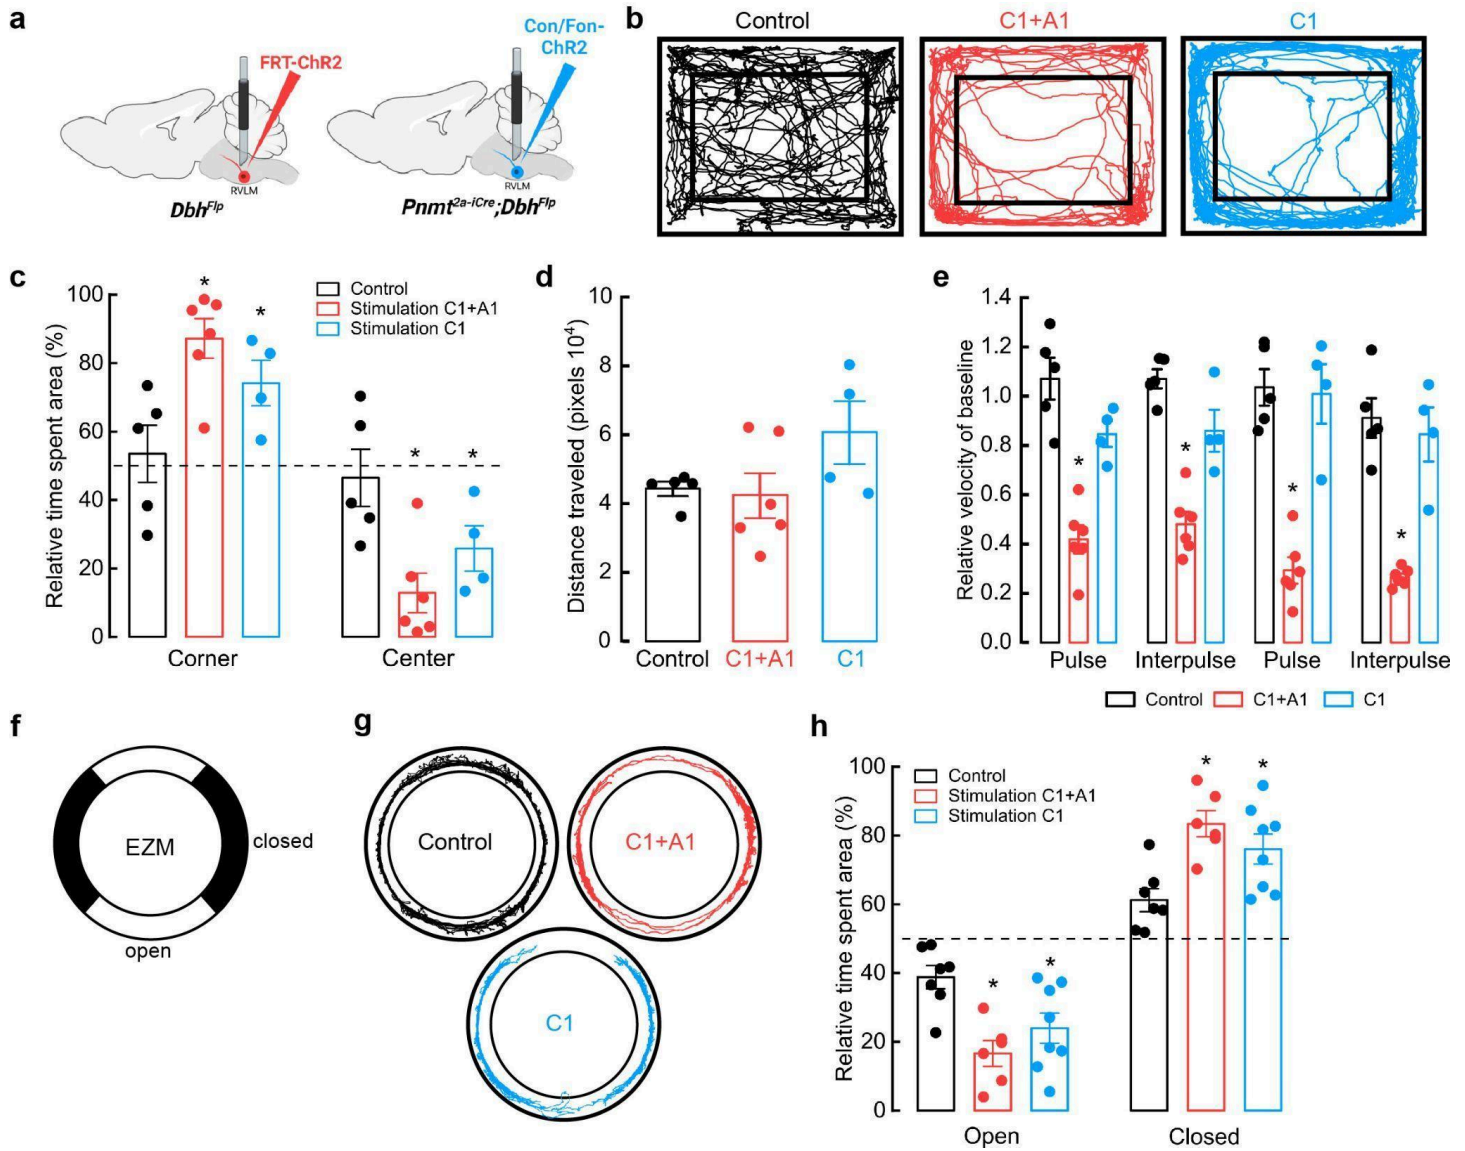 a
FRT-ChR2
RVLM
Dbh^Flp
Con/Fon-
ChR2
RVLM
Pnmt^2a-iCre;Dbh^Flp
b
Control
C1+A1
C1
c
Relative time spent area (%)
100
80
60
40
20
0
*
*
*
*
Control
Stimulation C1+A1
Stimulation C1
Corner
Center
d
Distance traveled (pixels 10^4)
10
8
6
4
2
0
Control
C1+A1
C1
e
Relative velocity of baseline
1.4
1.2
1.0
0.8
0.6
0.4
0.2
0.0
*
*
*
*
Pulse
Interpulse
Pulse
Interpulse
Control
C1+A1
C1
f
EZM
closed
open
g
Control
C1+A1
C1
h
Relative time spent area (%)
100
80
60
40
20
0
Control
Stimulation C1+A1
Stimulation C1
*
*
*
*
Open
Closed